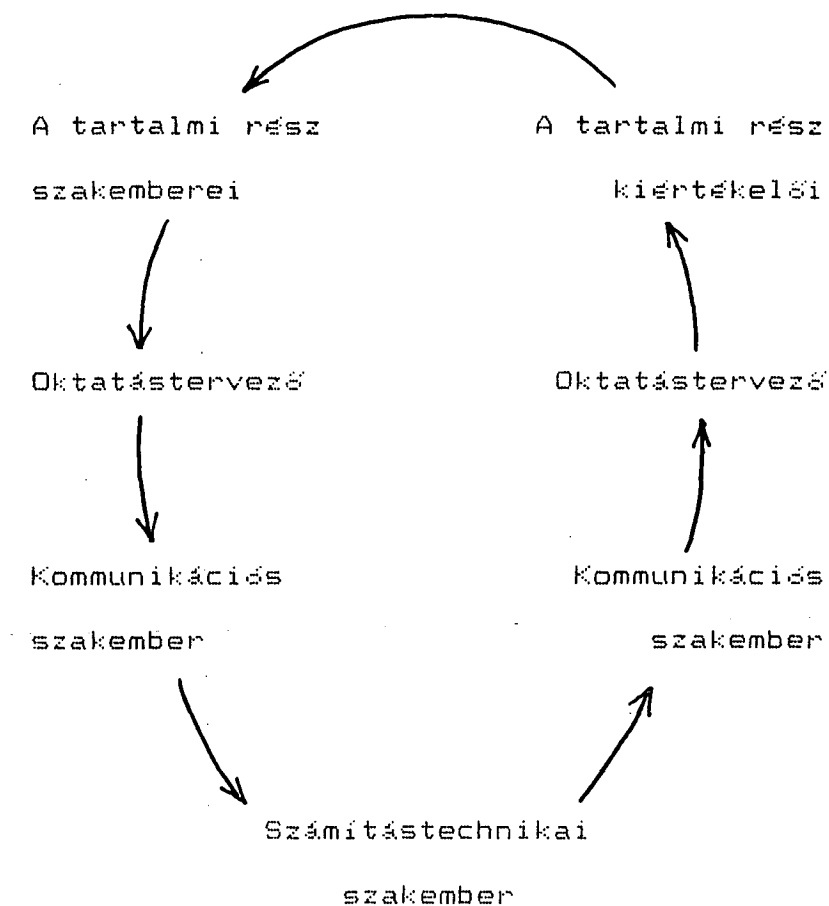 A tartalmi rész
szakemberei
A tartalmi rész
kiértékelői
Oktatástervező
Oktatástervező
Kommunikációs
szakember
Kommunikációs
szakember
Számítástechnikai
szakember